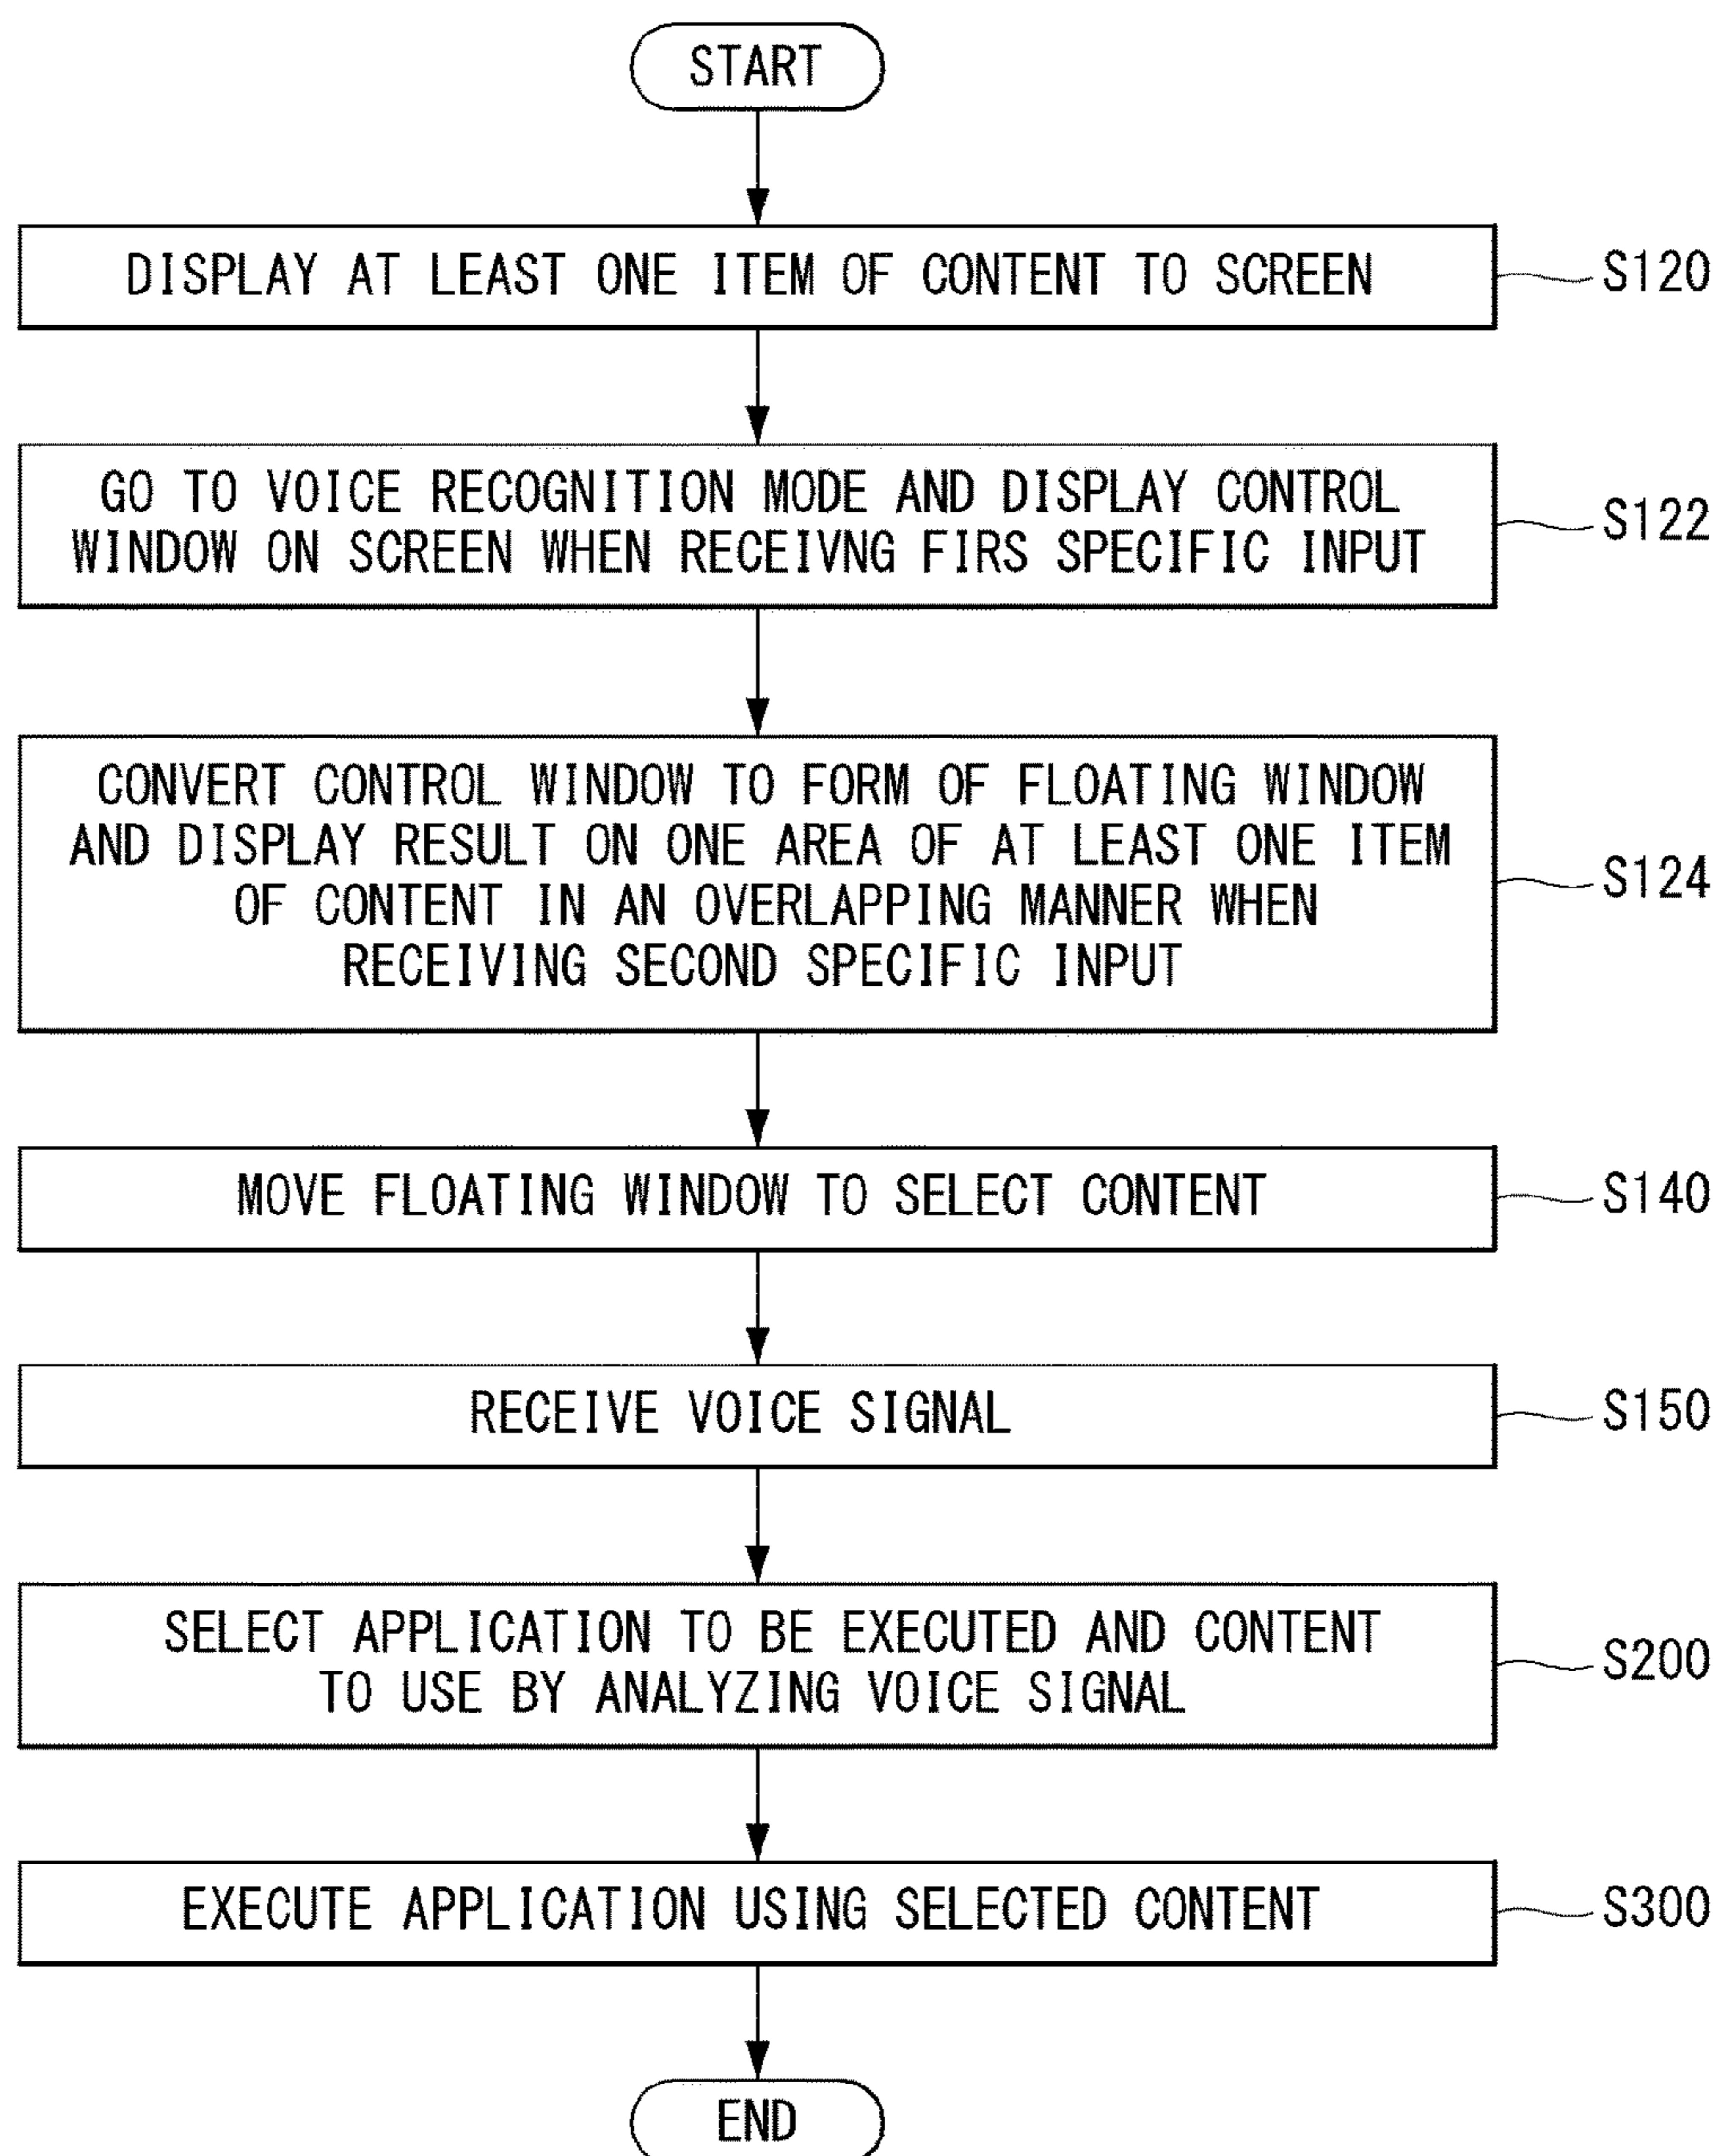 START
DISPLAY AT LEAST ONE ITEM OF CONTENT TO SCREEN
S120
GO TO VOICE RECOGNITION MODE AND DISPLAY CONTROL
WINDOW ON SCREEN WHEN RECEIVNG FIRS SPECIFIC INPUT
S122
CONVERT CONTROL WINDOW TO FORM OF FLOATING WINDOW
AND DISPLAY RESULT ON ONE AREA OF AT LEAST ONE ITEM
OF CONTENT IN AN OVERLAPPING MANNER WHEN
RECEIVING SECOND SPECIFIC INPUT
S124
MOVE FLOATING WINDOW TO SELECT CONTENT
S140
RECEIVE VOICE SIGNAL
S150
SELECT APPLICATION TO BE EXECUTED AND CONTENT
TO USE BY ANALYZING VOICE SIGNAL
S200
EXECUTE APPLICATION USING SELECTED CONTENT
S300
END